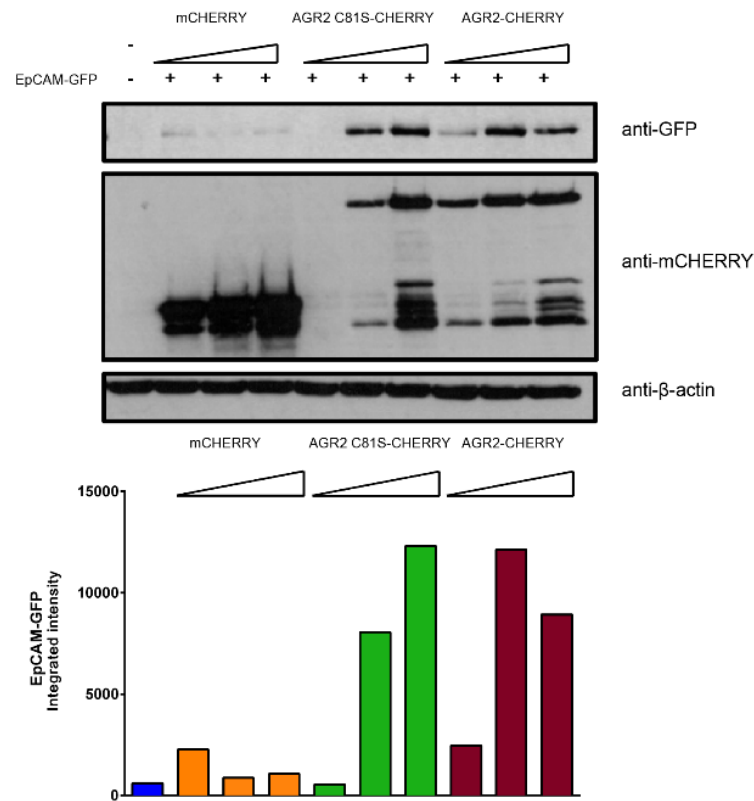 mCHERRY AGR2 C81S-CHERRY AGR2-CHERRY
-
EpCAM-GFP - + + + + + + + + +
anti-GFP
anti-mCHERRY
anti-β-actin
mCHERRY AGR2 C81S-CHERRY AGR2-CHERRY
15000
10000
5000
0
EpCAM-GFP
Integrated intensity